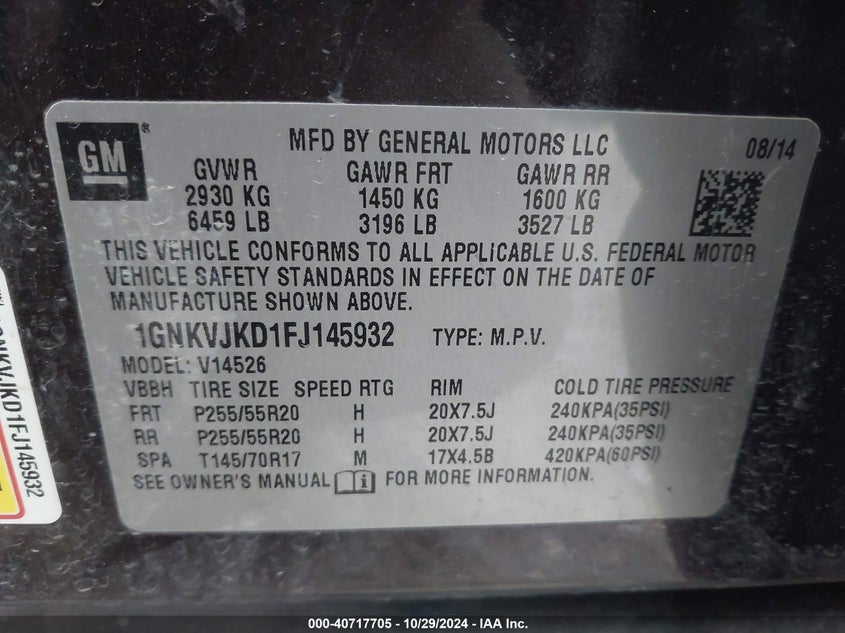 GM
MFD BY GENERAL MOTORS LLC 08/14
GVWR GAWR FRT GAWR RR
2930 KG 1450 KG 1600 KG
6459 LB 3196 LB 3527 LB
THIS VEHICLE CONFORMS TO ALL APPLICABLE U.S. FEDERAL MOTOR
VEHICLE SAFETY STANDARDS IN EFFECT ON THE DATE OF
MANUFACTURE SHOWN ABOVE.
1GNKVJKD1FJ145932 TYPE: M.P.V.
MODEL: V14526
VBBH TIRE SIZE SPEED RTG RIM COLD TIRE PRESSURE
FRT P255/55R20 H 20X7.5J 240KPA(35PSI)
RR P255/55R20 H 20X7.5J 240KPA(35PSI)
SPA T145/70R17 M 17X4.5B 420KPA(60PSI)
SEE OWNER'S MANUAL FOR MORE INFORMATION.
GNKVJKD1FJ145932
000-40717705 - 10/29/2024 - IAA Inc.